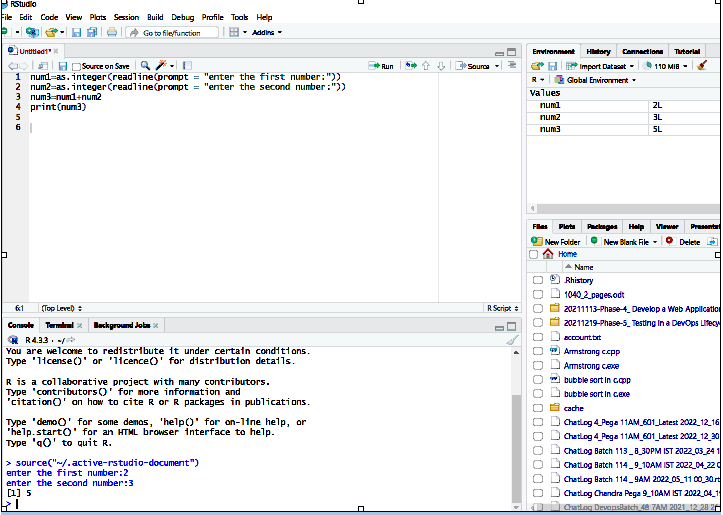 RStudio
File Edit Code View Plots Session Build Debug Profile Tools Help
Go to file/function Addins
Untitled1*
Source on Save Run Source
1 num1=as.integer(readline(prompt = "enter the first number:"))
2 num2=as.integer(readline(prompt = "enter the second number:"))
3 num3=num1+num2
4 print(num3)
5
6
6:1 (Top Level) R Script
Console Terminal Background Jobs
R 4.3.3 · ~/
You are welcome to redistribute it under certain conditions.
Type 'license()' or 'licence()' for distribution details.
R is a collaborative project with many contributors.
Type 'contributors()' for more information and
'citation()' on how to cite R or R packages in publications.
Type 'demo()' for some demos, 'help()' for on-line help, or
'help.start()' for an HTML browser interface to help.
Type 'q()' to quit R.
> source("~/.active-rstudio-document")
enter the first number:2
enter the second number:3
[1] 5
>
Environment History Connections Tutorial
Import Dataset 110 MiB
R Global Environment
Values
num1 2L
num2 3L
num3 5L
Files Plots Packages Help Viewer Presentat
New Folder New Blank File Delete
Home
Name
.Rhistory
1040_2_pages.odt
20211113-Phase-4_ Develop a Web Application
20211219-Phase-5_ Testing in a DevOps Lifecy
account.txt
Armstrong c.cpp
Armstrong c.exe
bubble sort in c.cpp
bubble sort in c.exe
cache
ChatLog 4_Pega 11AM_601_Latest 2022_12_16
ChatLog 4_Pega 11AM_601_Latest 2022_12_30
ChatLog Batch 113 _ 8_30PM IST 2022_03_24 1
ChatLog Batch 114 _ 9_10AM IST 2022_04_22 0
ChatLog Batch 114 _ 9AM 2022_05_11 00_30.r
ChatLog Chandra Pega 9_10AM IST 2022_04_1
ChatLog DevopsBatch_48 7AM 2021_12_28 2